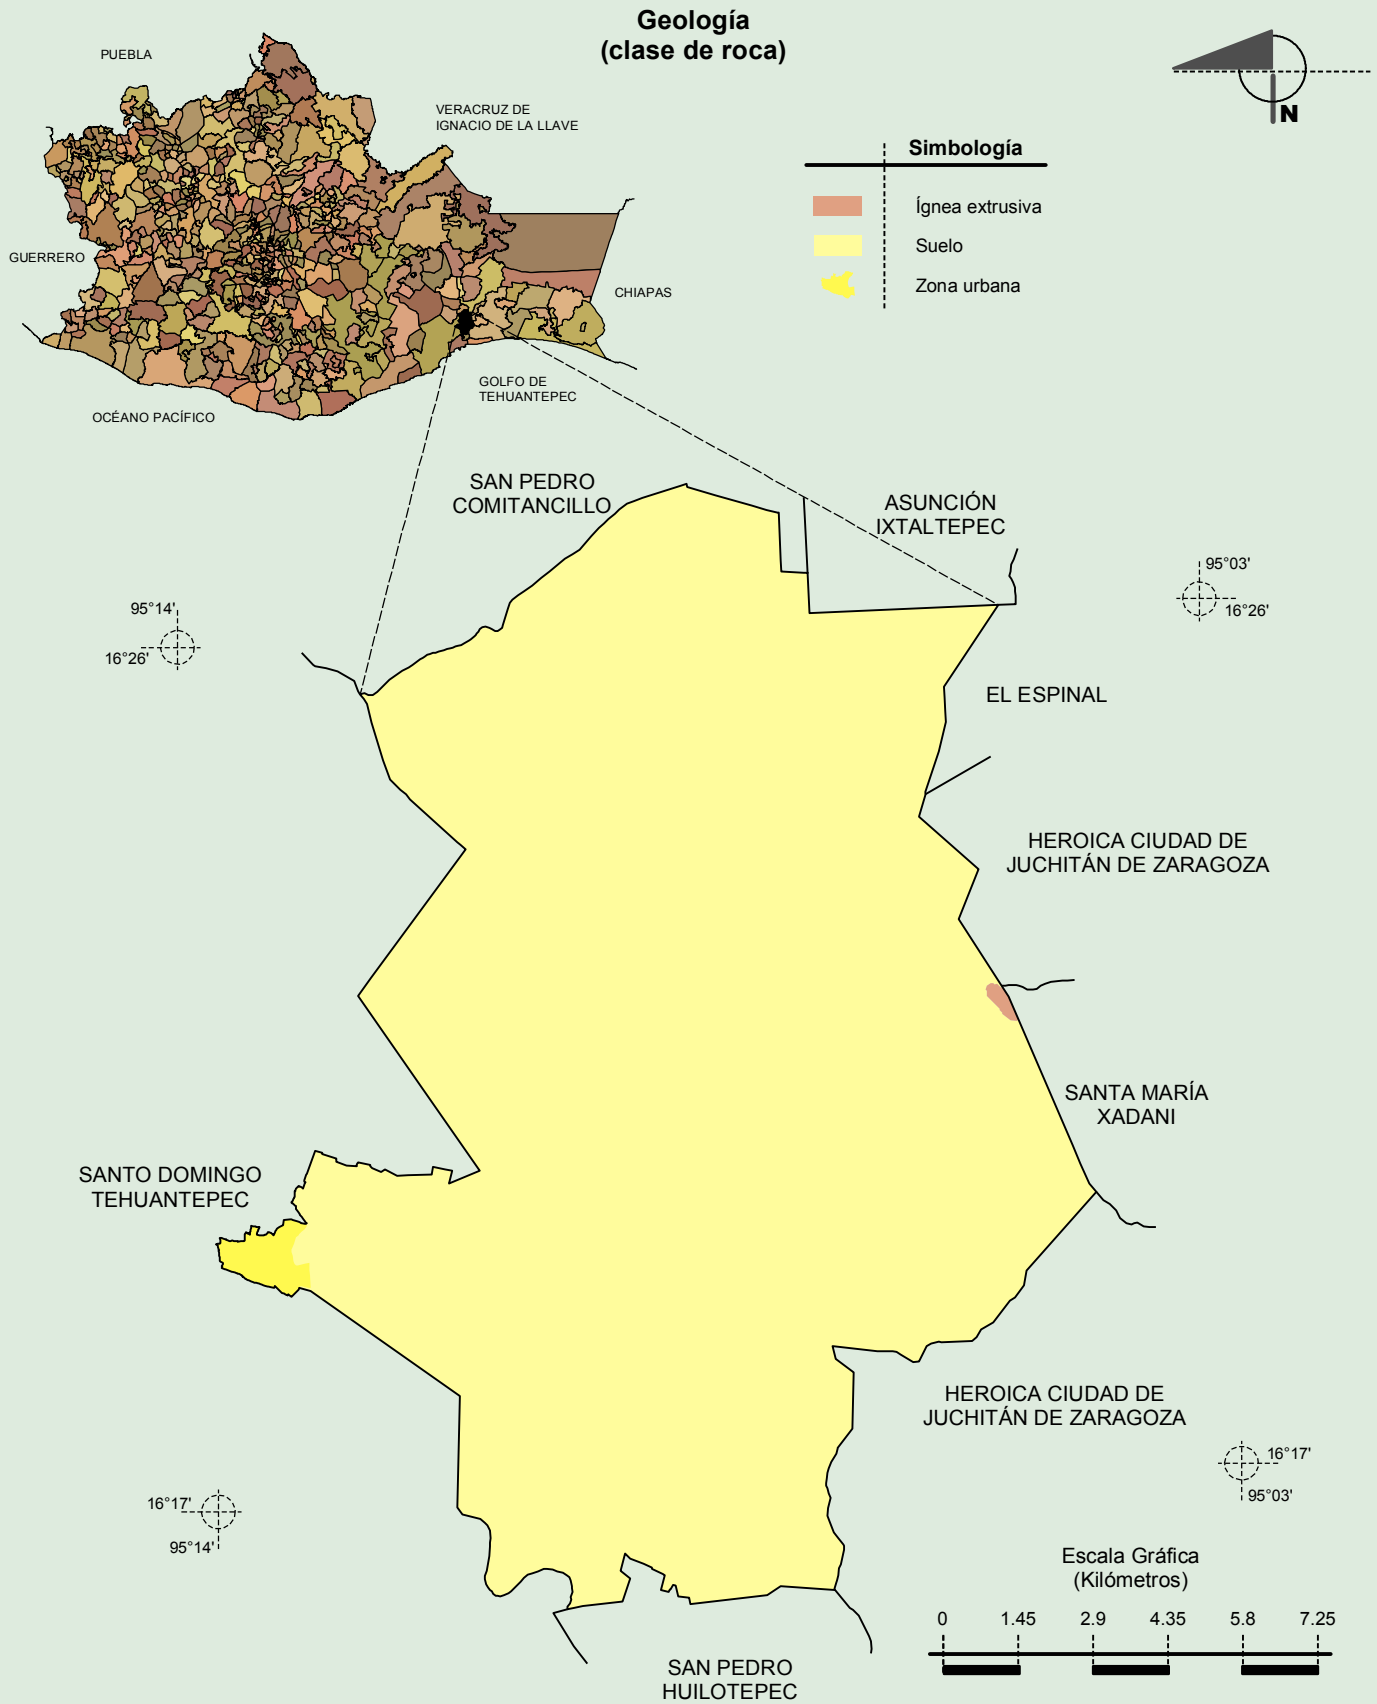 Geología
(clase de roca)
PUEBLA
VERACRUZ DE
IGNACIO DE LA LLAVE
GUERRERO
CHIAPAS
GOLFO DE
TEHUANTEPEC
OCÉANO PACÍFICO
N
Simbología
Ígnea extrusiva
Suelo
Zona urbana
SAN PEDRO
COMITANCILLO
ASUNCIÓN
IXTALTEPEC
95°14'
16°26'
95°03'
16°26'
EL ESPINAL
HEROICA CIUDAD DE
JUCHITÁN DE ZARAGOZA
SANTA MARÍA
XADANI
SANTO DOMINGO
TEHUANTEPEC
HEROICA CIUDAD DE
JUCHITÁN DE ZARAGOZA
16°17'
95°14'
16°17'
95°03'
Escala Gráfica
(Kilómetros)
0 1.45 2.9 4.35 5.8 7.25
SAN PEDRO
HUILOTEPEC